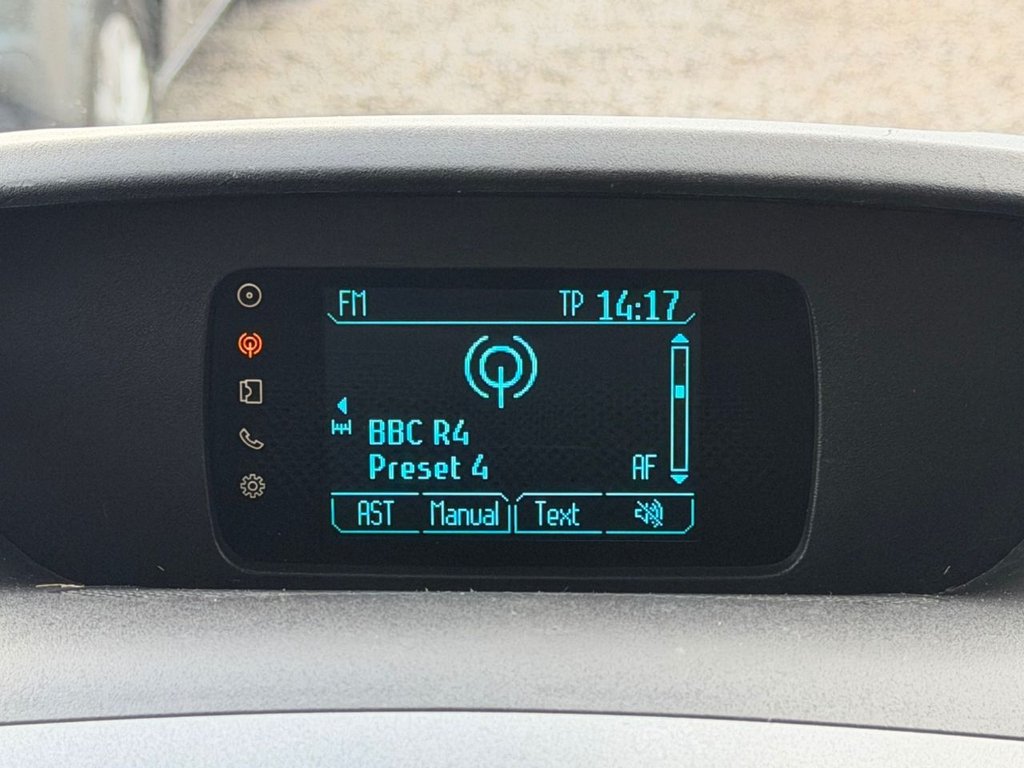 FM TP 14:17
BBC R4
Preset 4 AF
AST Manual Text